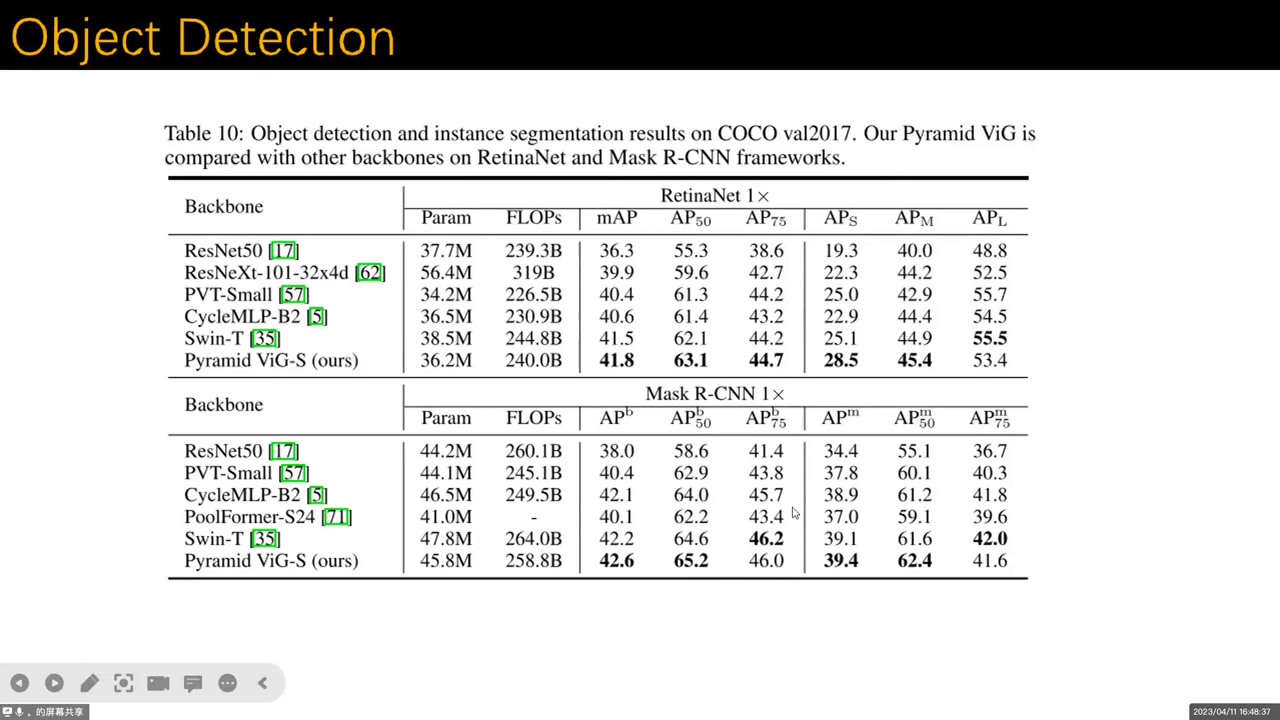 Object Detection
Table 10: Object detection and instance segmentation results on COCO val2017. Our Pyramid ViG is
compared with other backbones on RetinaNet and Mask R-CNN frameworks.
Backbone RetinaNet 1×
Param FLOPs mAP AP50 AP75 APS APM APL
ResNet50 [17] 37.7M 239.3B 36.3 55.3 38.6 19.3 40.0 48.8
ResNeXt-101-32x4d [62] 56.4M 319B 39.9 59.6 42.7 22.3 44.2 52.5
PVT-Small [57] 34.2M 226.5B 40.4 61.3 44.2 25.0 42.9 55.7
CycleMLP-B2 [5] 36.5M 230.9B 40.6 61.4 43.2 22.9 44.4 54.5
Swin-T [35] 38.5M 244.8B 41.5 62.1 44.2 25.1 44.9 55.5
Pyramid ViG-S (ours) 36.2M 240.0B 41.8 63.1 44.7 28.5 45.4 53.4
Backbone Mask R-CNN 1×
Param FLOPs APb APb50 APb75 APm APm50 APm75
ResNet50 [17] 44.2M 260.1B 38.0 58.6 41.4 34.4 55.1 36.7
PVT-Small [57] 44.1M 245.1B 40.4 62.9 43.8 37.8 60.1 40.3
CycleMLP-B2 [5] 46.5M 249.5B 42.1 64.0 45.7 38.9 61.2 41.8
PoolFormer-S24 [71] 41.0M - 40.1 62.2 43.4 37.0 59.1 39.6
Swin-T [35] 47.8M 264.0B 42.2 64.6 46.2 39.1 61.6 42.0
Pyramid ViG-S (ours) 45.8M 258.8B 42.6 65.2 46.0 39.4 62.4 41.6
。的屏幕共享
2023/04/11 16:48:37